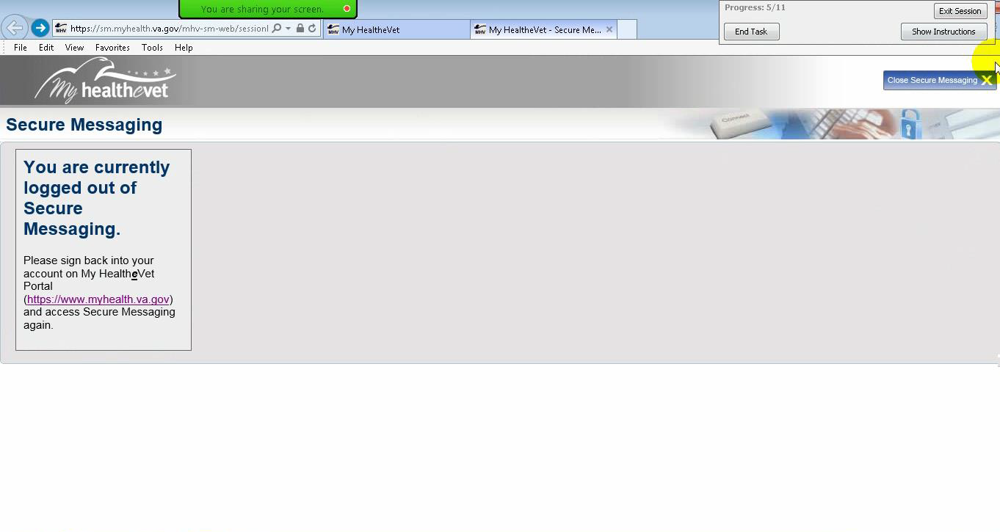 You are sharing your screen.
Progress: 5/11
Exit Session
https://sm.myhealth.va.gov/mhv-sm-web/sessionl
My HealtheVet
My HealtheVet - Secure Me...
End Task
Show Instructions
File Edit View Favorites Tools Help
My healthevet
Close Secure Messaging X
Secure Messaging
Connect
You are currently
logged out of
Secure
Messaging.
Please sign back into your
account on My HealtheVet
Portal
(https://www.myhealth.va.gov)
and access Secure Messaging
again.